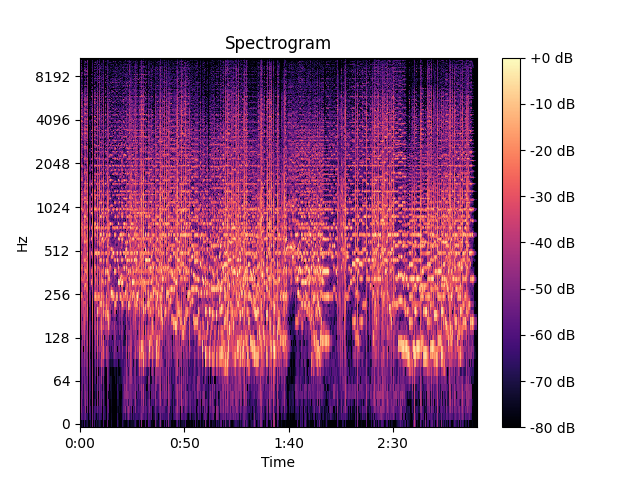 Spectrogram
Hz
8192
4096
2048
1024
512
256
128
64
0
0:00
0:50
1:40
2:30
Time
+0 dB
-10 dB
-20 dB
-30 dB
-40 dB
-50 dB
-60 dB
-70 dB
-80 dB